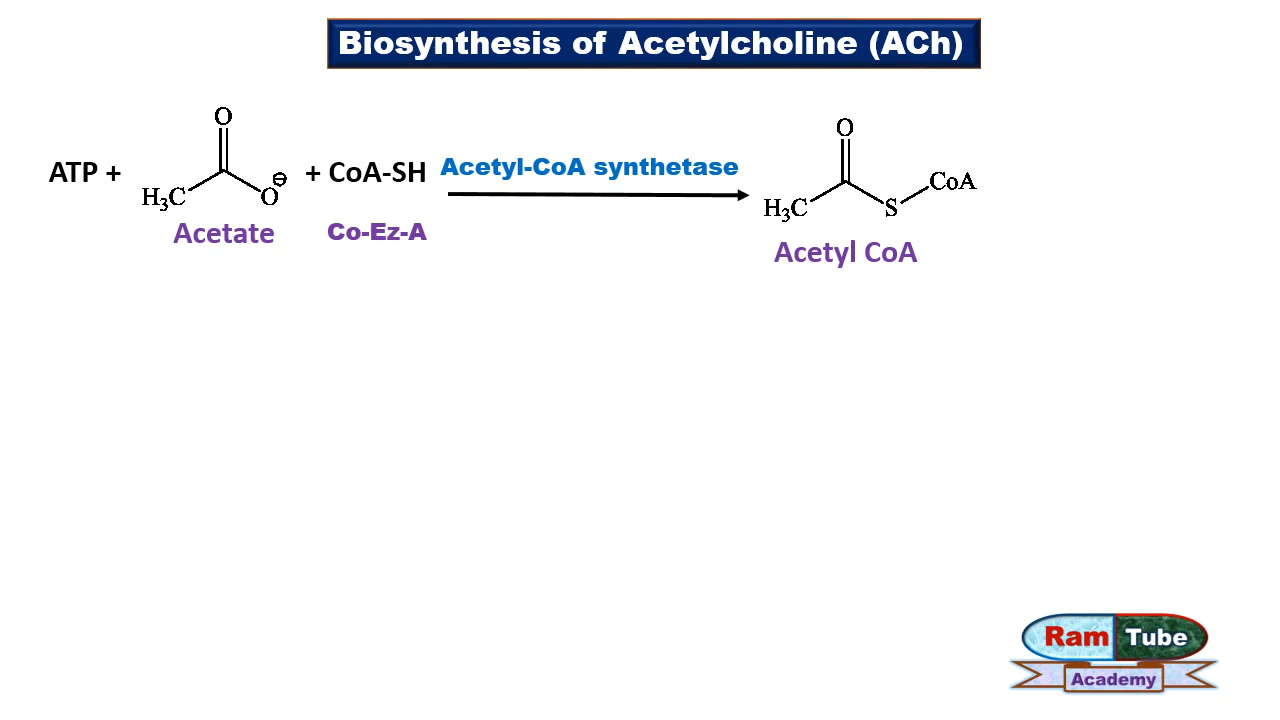 Biosynthesis of Acetylcholine (ACh)
ATP + H₃C O O ⊖ + CoA-SH Acetyl-CoA synthetase H₃C O S CoA
Acetate Co-Ez-A Acetyl CoA
Ram Tube
Academy